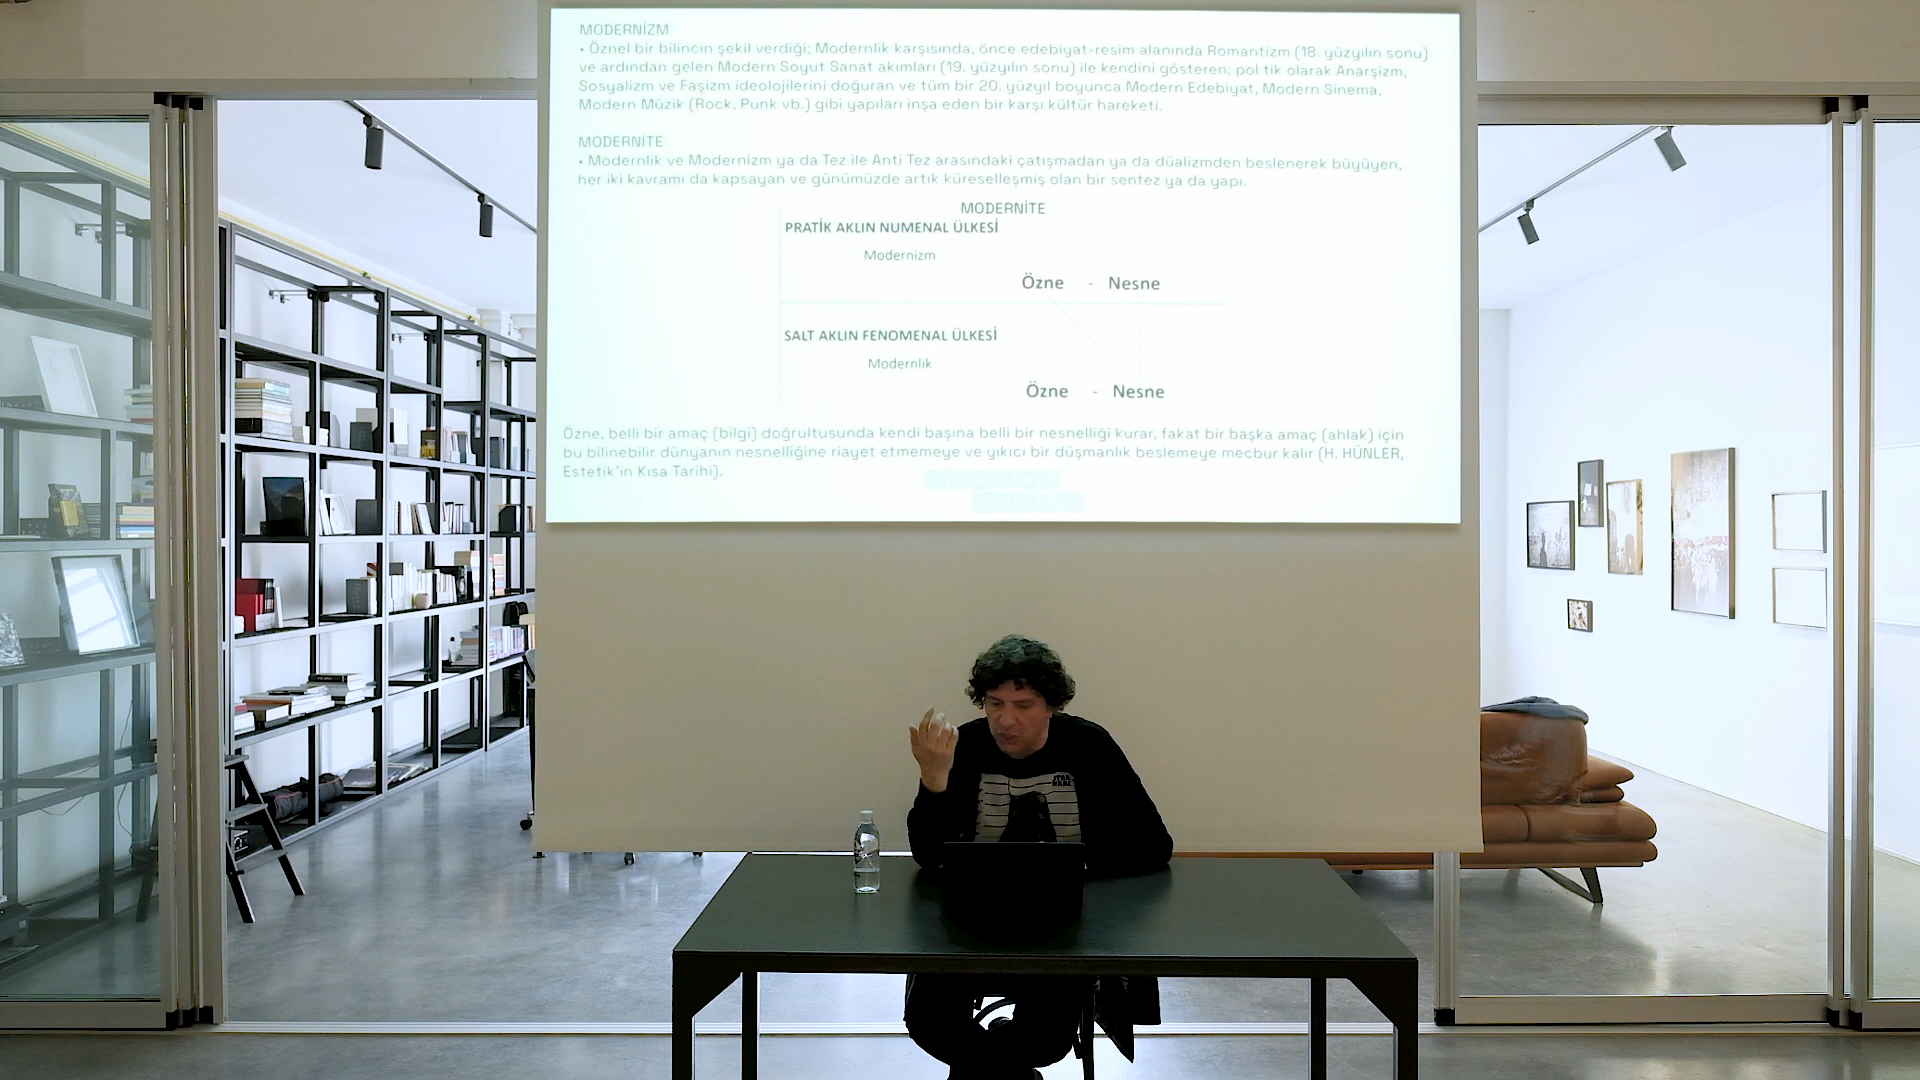 MODERNİZM
• Öznel bir bilincin şekil verdiği; Modernlik karşısında, önce edebiyat-resim alanında Romantizm (18. yüzyılın sonu)
ve ardından gelen Modern Soyut Sanat akımları (19. yüzyılın sonu) ile kendini gösteren; pol tik olarak Anarşizm,
Sosyalizm ve Faşizm ideolojilerini doğuran ve tüm bir 20. yüzyıl boyunca Modern Edebiyat, Modern Sinema,
Modern Müzik (Rock, Punk vb.) gibi yapıları inşa eden bir karşı kültür hareketi.
MODERNİTE
• Modernlik ve Modernizm ya da Tez ile Anti Tez arasındaki çatışmadan ya da düalizmden beslenerek büyüyen,
her iki kavramı da kapsayan ve günümüzde artık küreselleşmiş olan bir sentez ya da yapı.
MODERNİTE
PRATİK AKLIN NUMENAL ÜLKESİ
Modernizm
Özne - Nesne
SALT AKLIN FENOMENAL ÜLKESİ
Modernlik
Özne - Nesne
Özne, belli bir amaç (bilgi) doğrultusunda kendi başına belli bir nesnelliği kurar, fakat bir başka amaç (ahlak) için
bu bilinebilir dünyanın nesnelliğine riayet etmemeye ve yıkıcı bir düşmanlık beslemeye mecbur kalır (H. HÜNLER,
Estetik'in Kısa Tarihi).
STAR
WARS